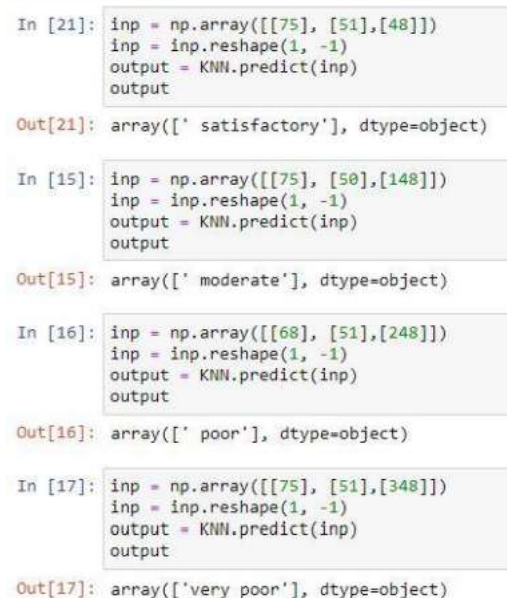 In [21]: inp = np.array([[75], [51],[48]])
inp = inp.reshape(1, -1)
output = KNN.predict(inp)
output
Out[21]: array([' satisfactory'], dtype=object)
In [15]: inp = np.array([[75], [50],[148]])
inp = inp.reshape(1, -1)
output = KNN.predict(inp)
output
Out[15]: array([' moderate'], dtype=object)
In [16]: inp = np.array([[68], [51],[248]])
inp = inp.reshape(1, -1)
output = KNN.predict(inp)
output
Out[16]: array([' poor'], dtype=object)
In [17]: inp = np.array([[75], [51],[348]])
inp = inp.reshape(1, -1)
output = KNN.predict(inp)
output
Out[17]: array(['very poor'], dtype=object)